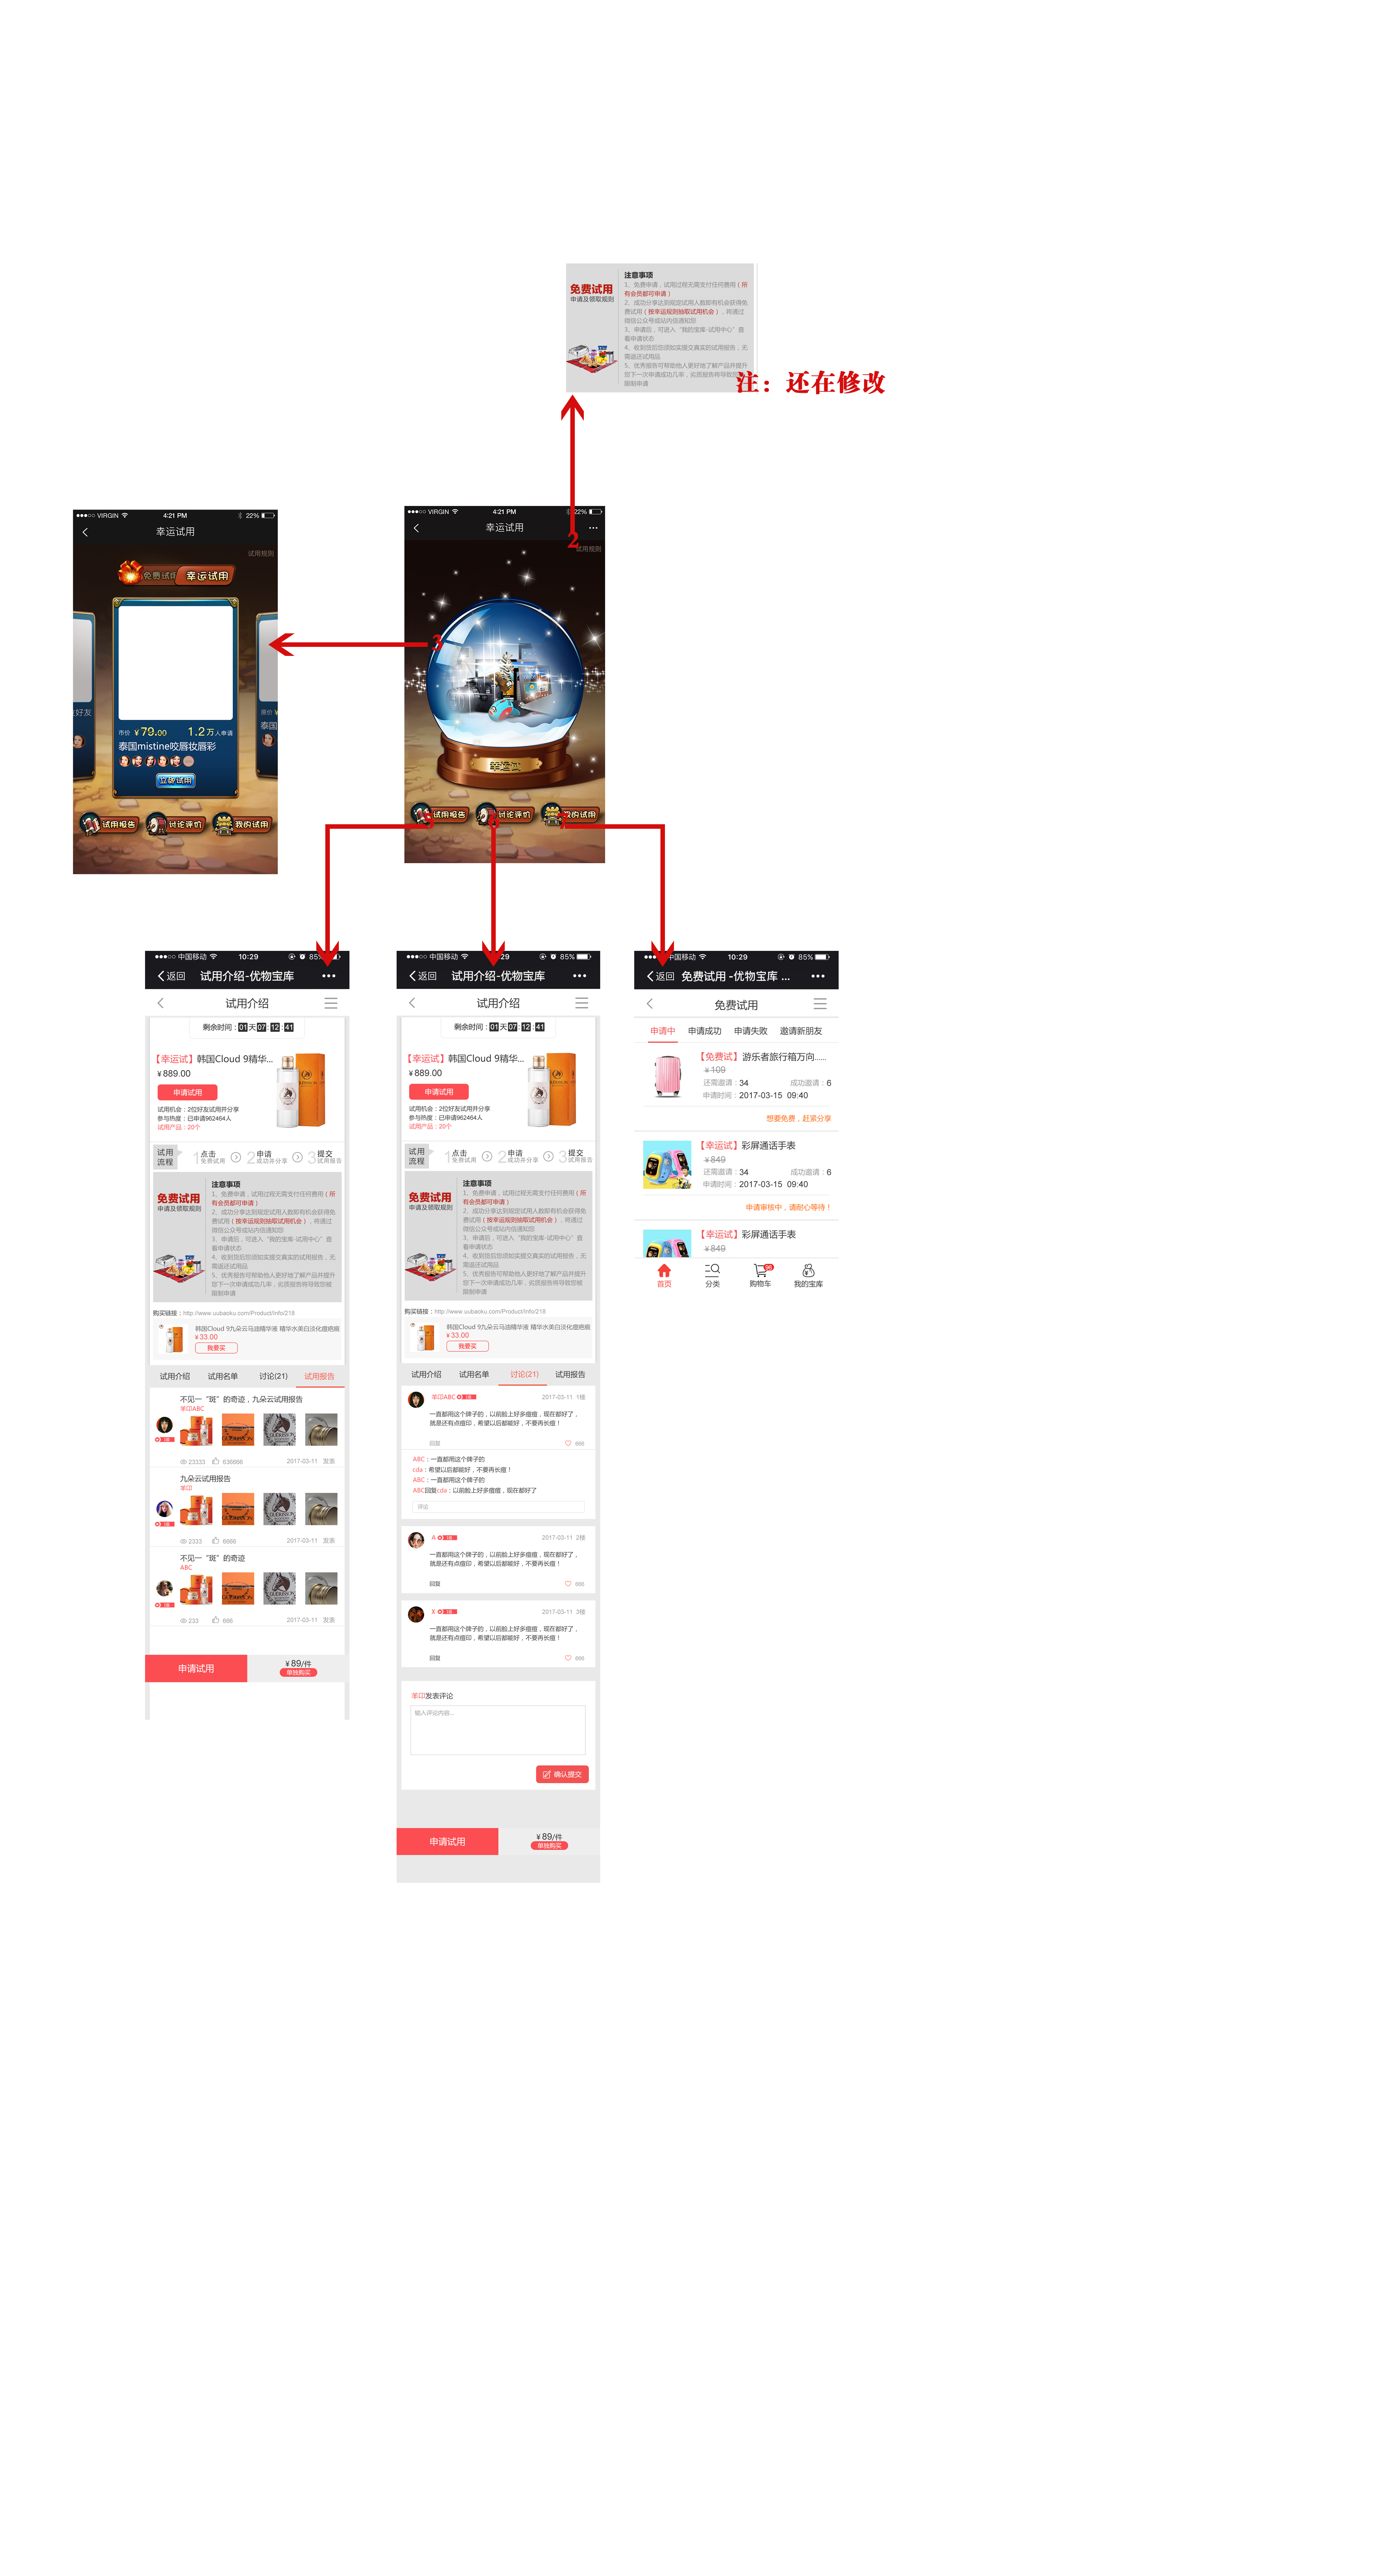 免费试用
申请及领取规则
注意事项
1、免费申请，试用过程无需支付任何费用（所
有会员都可申请）
2、成功分享达到规定试用人数即有机会获得免
费试用（按幸运规则抽取试用机会），将通过
微信公众号或站内信通知您
3、申请后，可进入“我的宝库-试用中心”查
看申请状态
4、收到货后您须如实提交真实的试用报告，无
需返还试用品
5、优秀报告可帮助他人更好地了解产品并提升
您下一次申请成功几率，劣质报告将导致您被
限制申请
注：还在修改
VIRGIN 4:21 PM 22%
幸运试用
试用规则
免费试用 幸运试用
市价 ¥79.00 1.2万人申请
泰国mistine咬唇妆唇彩
立即试用
试用报告 讨论评价 我的试用
原价 ¥
泰国
VIRGIN 4:21 PM 22%
幸运试用
2
试用规则
3
幸运试
试用报告 讨论评价 我的试用
5 6 7
中国移动 10:29 85%
返回 试用介绍-优物宝库
试用介绍
剩余时间：01天07:12:41
【幸运试】韩国Cloud 9精华...
¥889.00
申请试用
试用机会：2位好友试用并分享
参与热度：已申请962464人
试用产品：20个
试用
流程
1 点击
免费试用
2 申请
成功并分享
3 提交
试用报告
免费试用
申请及领取规则
注意事项
1、免费申请，试用过程无需支付任何费用（所
有会员都可申请）
2、成功分享达到规定试用人数即有机会获得免
费试用（按幸运规则抽取试用机会），将通过
微信公众号或站内信通知您
3、申请后，可进入“我的宝库-试用中心”查
看申请状态
4、收到货后您须如实提交真实的试用报告，无
需返还试用品
5、优秀报告可帮助他人更好地了解产品并提升
您下一次申请成功几率，劣质报告将导致您被
限制申请
购买链接：http://www.uubaoku.com/Product/Info/218
韩国Cloud 9九朵云马油精华液 精华水美白淡化痘疤痕
¥33.00
我要买
试用介绍 试用名单 讨论(21) 试用报告
不见一“斑”的奇迹，九朵云试用报告
羊印ABC
23333 636666 2017-03-11 发表
九朵云试用报告
羊印
2333 6666 2017-03-11 发表
不见一“斑”的奇迹
ABC
233 666 2017-03-11 发表
申请试用
¥89/件
单独购买
10:29 85%
返回 试用介绍-优物宝库
试用介绍
剩余时间：01天07:12:41
【幸运试】韩国Cloud 9精华...
¥889.00
申请试用
试用机会：2位好友试用并分享
参与热度：已申请962464人
试用产品：20个
试用
流程
1 点击
免费试用
2 申请
成功并分享
3 提交
试用报告
免费试用
申请及领取规则
注意事项
1、免费申请，试用过程无需支付任何费用（所
有会员都可申请）
2、成功分享达到规定试用人数即有机会获得免
费试用（按幸运规则抽取试用机会），将通过
微信公众号或站内信通知您
3、申请后，可进入“我的宝库-试用中心”查
看申请状态
4、收到货后您须如实提交真实的试用报告，无
需返还试用品
5、优秀报告可帮助他人更好地了解产品并提升
您下一次申请成功几率，劣质报告将导致您被
限制申请
购买链接：http://www.uubaoku.com/Product/Info/218
韩国Cloud 9九朵云马油精华液 精华水美白淡化痘疤痕
¥33.00
我要买
试用介绍 试用名单 讨论(21) 试用报告
羊印ABC 2017-03-11 1楼
一直都用这个牌子的，以前脸上好多痘痘，现在都好了，
就是还有点痘印，希望以后都能好，不要再长痘！
回复 666
ABC：一直都用这个牌子的
cda：希望以后都能好，不要再长痘！
ABC：一直都用这个牌子的
ABC回复cda：以前脸上好多痘痘，现在都好了
评论
A 2017-03-11 2楼
一直都用这个牌子的，以前脸上好多痘痘，现在都好了，
就是还有点痘印，希望以后都能好，不要再长痘！
回复 666
X 2017-03-11 3楼
一直都用这个牌子的，以前脸上好多痘痘，现在都好了，
就是还有点痘印，希望以后都能好，不要再长痘！
回复 666
羊印发表评论
输入评论内容...
确认提交
申请试用
¥89/件
单独购买
中国移动 10:29 85%
返回 免费试用 -优物宝库 ...
免费试用
申请中 申请成功 申请失败 邀请新朋友
【免费试】游乐者旅行箱万向......
¥109
还需邀请：34 成功邀请：6
申请时间：2017-03-15 09:40
想要免费，赶紧分享
【幸运试】彩屏通话手表
¥849
还需邀请：34 成功邀请：6
申请时间：2017-03-15 09:40
申请审核中，请耐心等待！
【幸运试】彩屏通话手表
¥849
首页 分类 购物车 我的宝库